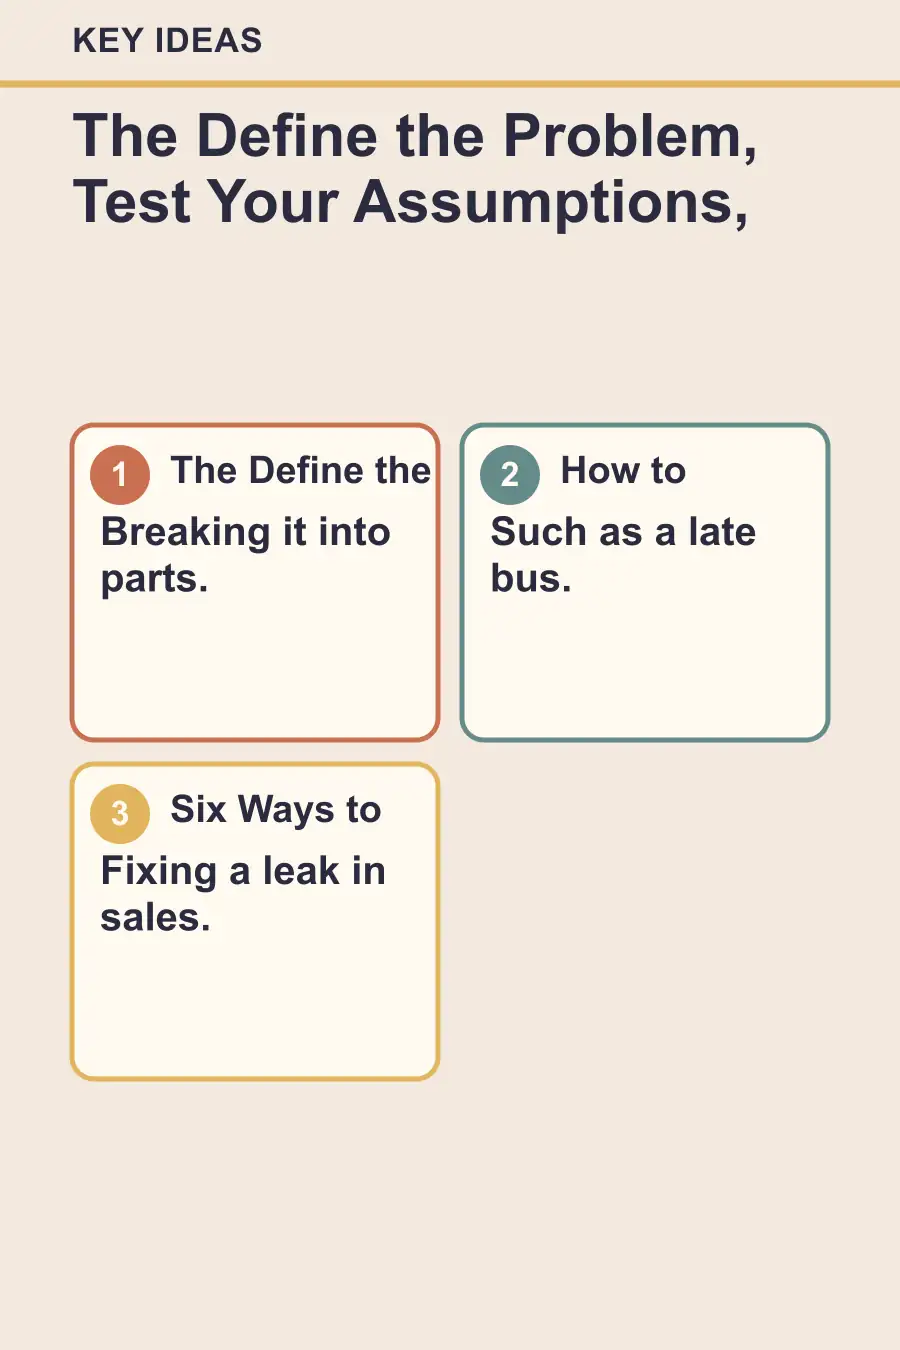 KEY IDEAS
The Define the Problem,
Test Your Assumptions,
1 The Define the
Breaking it into
parts.
2 How to
Such as a late
bus.
3 Six Ways to
Fixing a leak in
sales.